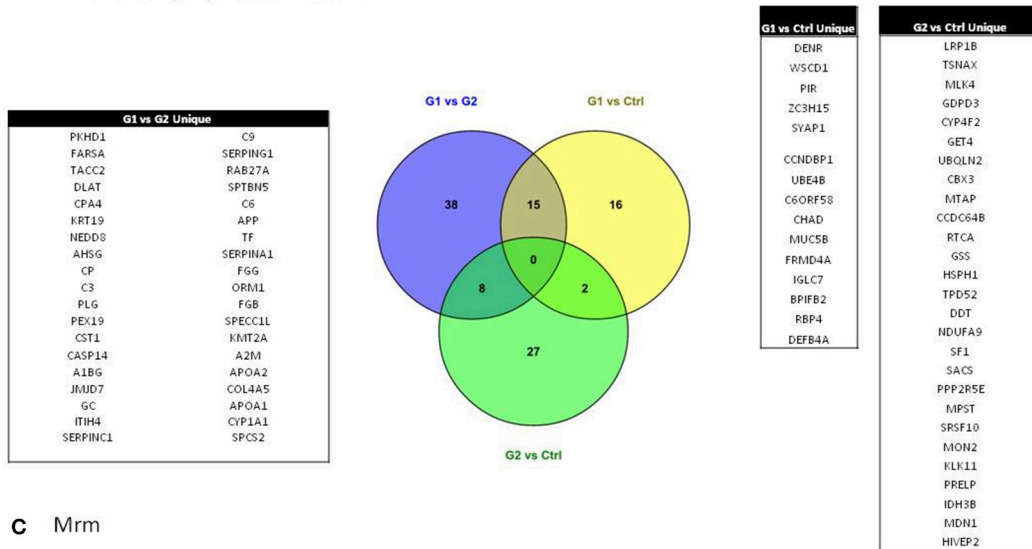 G1 vs G2 Unique
PKHD1 C9
FARSA SERPING1
TACC2 RAB27A
DLAT SPTBN5
CPA4 C6
KRT19 APP
NEDD8 TF
AHSG SERPINA1
CP FGG
C3 ORM1
PLG FGB
PEX19 SPECC1L
CST1 KMT2A
CASP14 A2M
A1BG APOA2
JMJD7 COL4A5
GC APOA1
ITIH4 CYP1A1
SERPINC1 SPCS2
G1 vs G2
G1 vs Ctrl
38
15
16
0
8
2
27
G2 vs Ctrl
G1 vs Ctrl Unique
DENR
WSCD1
PIR
ZC3H15
SYAP1
CCNDBP1
UBE4B
C6ORF58
CHAD
MUC5B
FRMD4A
IGLC7
BPIFB2
RBP4
DEFB4A
G2 vs Ctrl Unique
LRP1B
TSNAX
MLK4
GDPD3
CYP4F2
GET4
UBQLN2
CBX3
MTAP
CCDC64B
RTCA
GSS
HSPH1
TPD52
DDT
NDUFA9
SF1
SACS
PPP2R5E
MPST
SRSF10
MON2
KLK11
PRELP
IDH3B
MDN1
HIVEP2
C Mrm